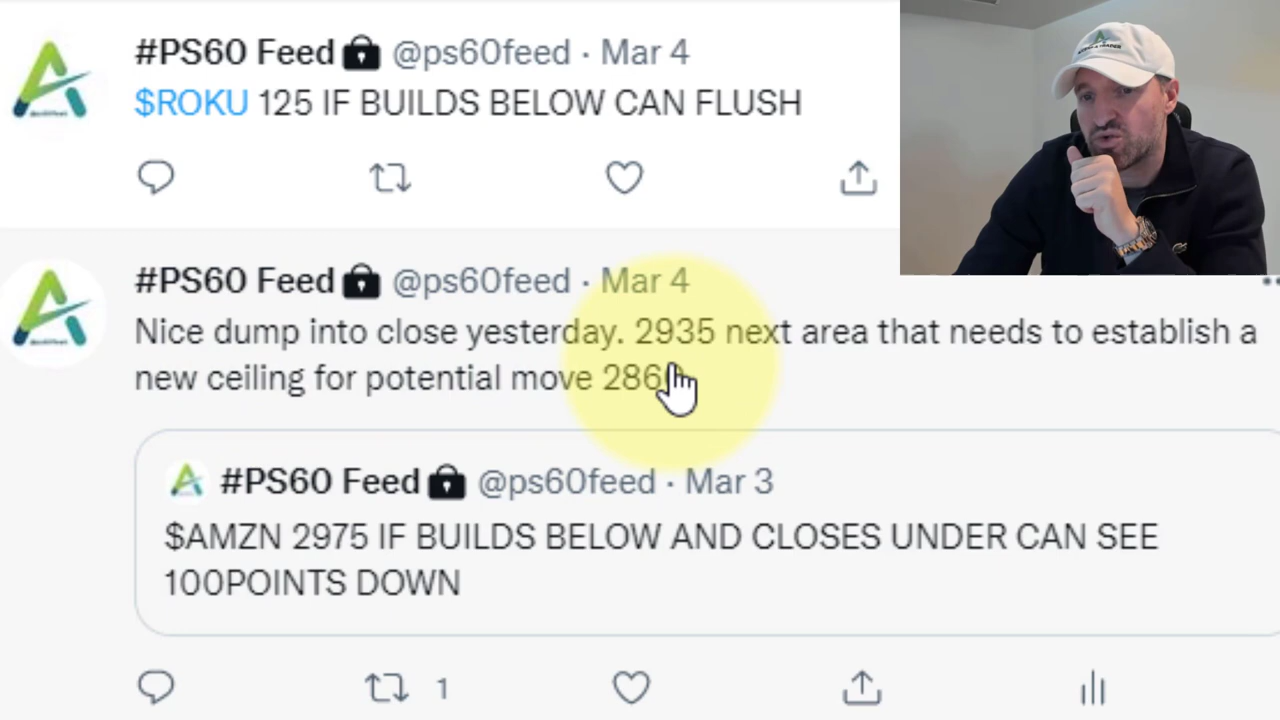 #PS60 Feed @ps60feed · Mar 4
$ROKU 125 IF BUILDS BELOW CAN FLUSH
#PS60 Feed @ps60feed · Mar 4
Nice dump into close yesterday. 2935 next area that needs to establish a
new ceiling for potential move
#PS60 Feed @ps60feed · Mar 3
$AMZN 2975 IF BUILDS BELOW AND CLOSES UNDER CAN SEE
100POINTS DOWN
1